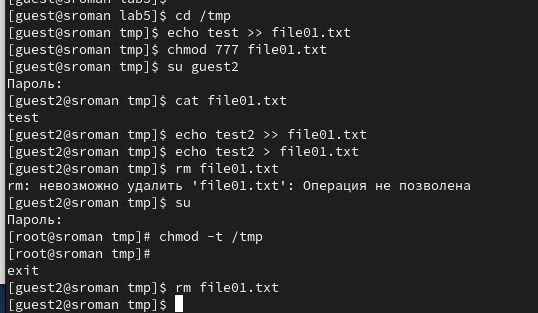 [guest@sroman lab5]$
[guest@sroman lab5]$ cd /tmp
[guest@sroman tmp]$ echo test >> file01.txt
[guest@sroman tmp]$ chmod 777 file01.txt
[guest@sroman tmp]$ su guest2
Пароль:
[guest2@sroman tmp]$ cat file01.txt
test
[guest2@sroman tmp]$ echo test2 >> file01.txt
[guest2@sroman tmp]$ echo test2 > file01.txt
[guest2@sroman tmp]$ rm file01.txt
rm: невозможно удалить 'file01.txt': Операция не позволена
[guest2@sroman tmp]$ su
Пароль:
[root@sroman tmp]# chmod -t /tmp
[root@sroman tmp]#
exit
[guest2@sroman tmp]$ rm file01.txt
[guest2@sroman tmp]$